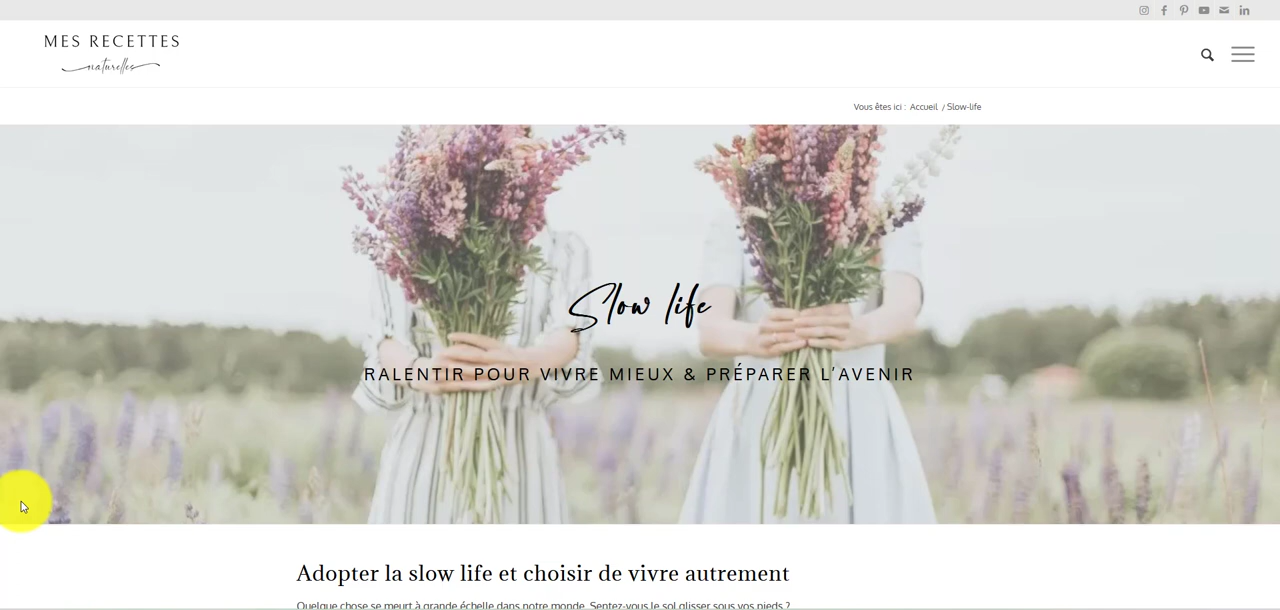 MES RECETTES
naturelles
Vous êtes ici : Accueil / Slow-life
Slow life
RALENTIR POUR VIVRE MIEUX & PRÉPARER L'AVENIR
Adopter la slow life et choisir de vivre autrement
Quelque chose se meurt à grande échelle dans notre monde. Sentez-vous le sol glisser sous vos pieds ?